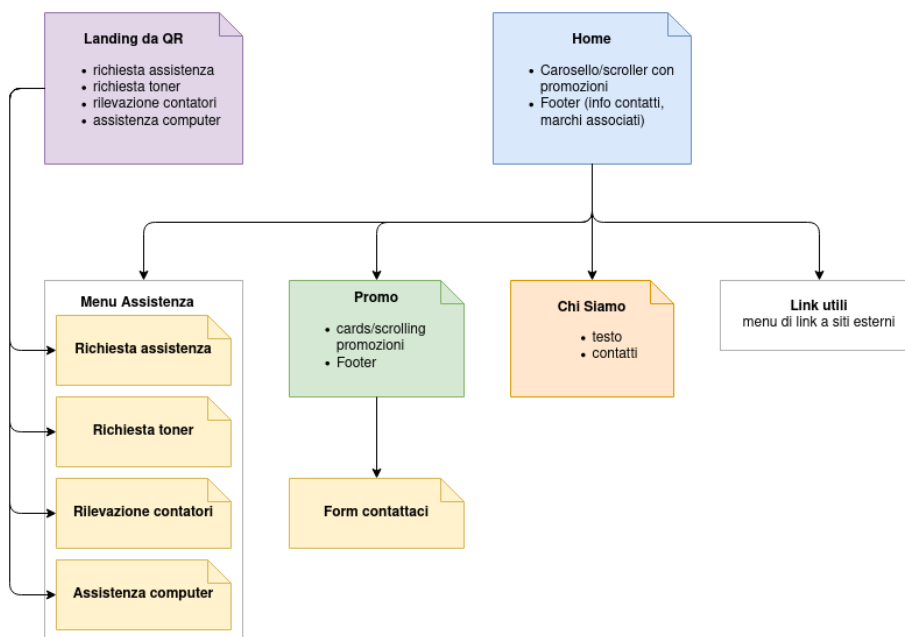 Landing da QR
richiesta assistenza
richiesta toner
rilevazione contatori
assistenza computer
Home
Carosello/scroller con
promozioni
Footer (info contatti,
marchi associati)
Menu Assistenza
Richiesta assistenza
Richiesta toner
Rilevazione contatori
Assistenza computer
Promo
cards/scrolling
promozioni
Footer
Form contattaci
Chi Siamo
testo
contatti
Link utili
menu di link a siti esterni